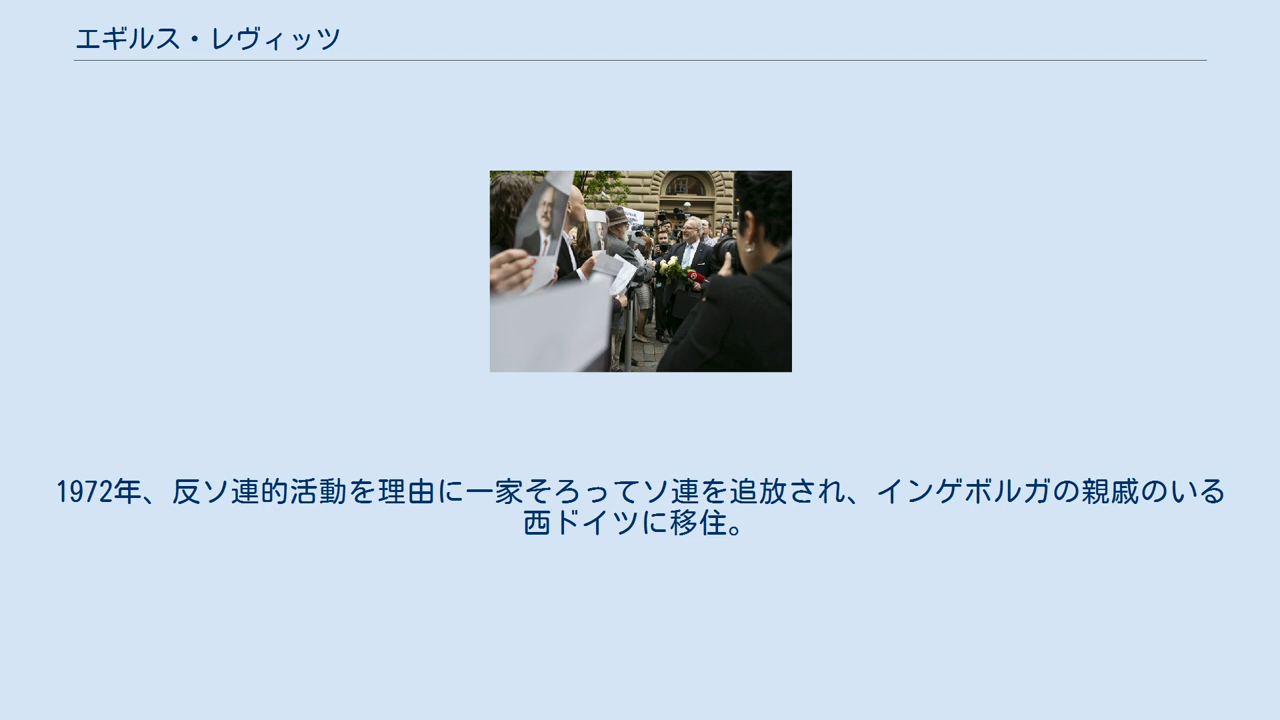 エギルス・レヴィッツ
1972年、反ソ連的活動を理由に一家そろってソ連を追放され、インゲボルガの親戚のいる
西ドイツに移住。